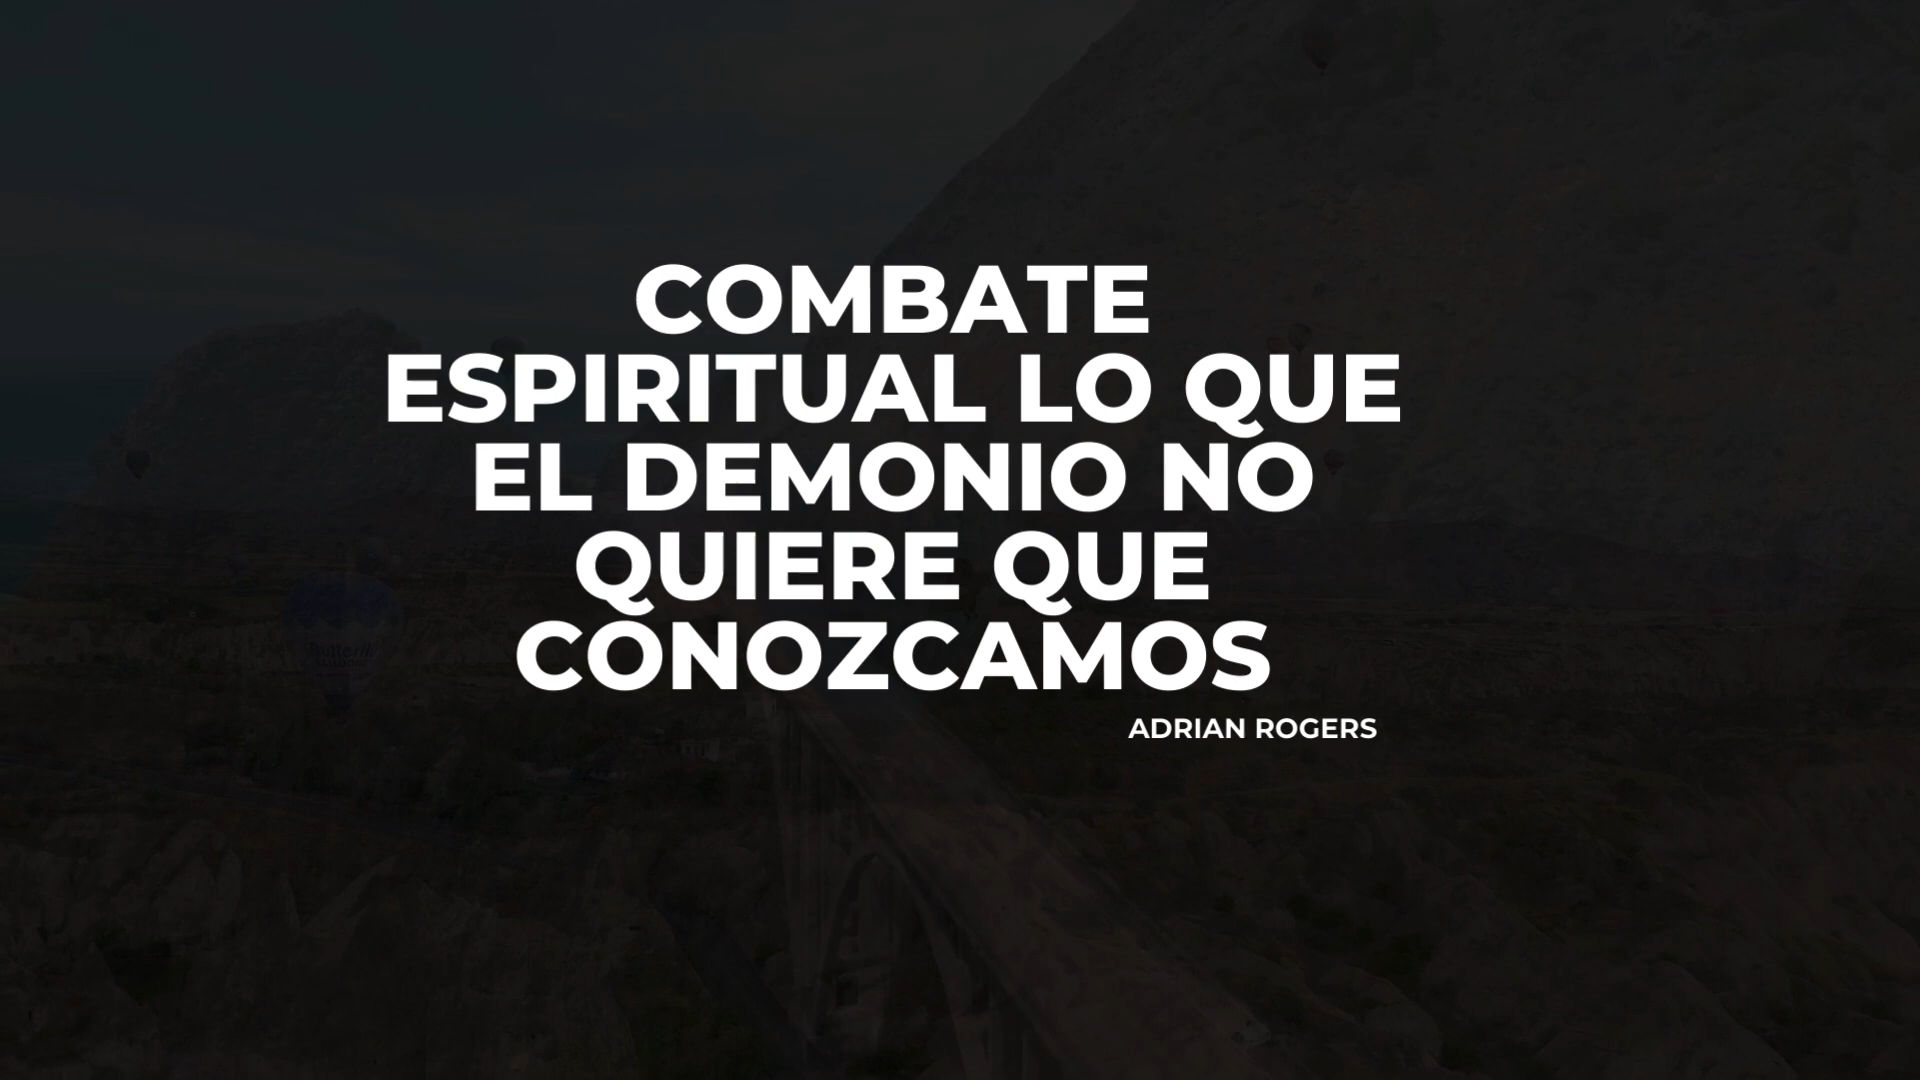 COMBATE
ESPIRITUAL LO QUE
EL DEMONIO NO
QUIERE QUE
CONOZCAMOS
ADRIAN ROGERS